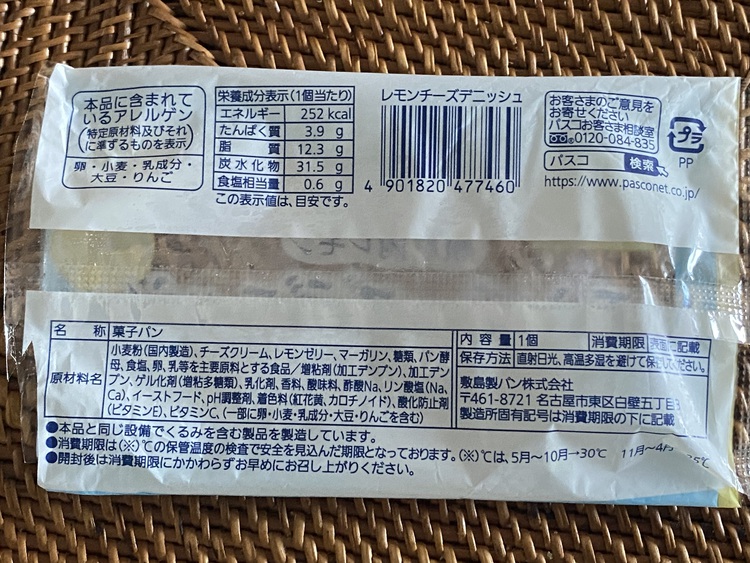 本品に含まれて
いるアレルゲン
(特定原材料及びそれ
に準ずるものを表示)
卵・小麦・乳成分・
大豆・りんご
栄養成分表示(1個当たり)
エネルギー 252 kcal
たんぱく質 3.9 g
脂質 12.3 g
炭水化物 31.5 g
食塩相当量 0.6 g
この表示値は、目安です。
レモンチーズデニッシュ
4 901820 477460
お客さまのご意見を
お寄せください
パスコお客さま相談室
0120-084-835
パスコ 検索
https://www.pasconet.co.jp/
プラ
PP
名称 菓子パン
原材料名
小麦粉(国内製造)、チーズクリーム、レモンゼリー、マーガリン、糖類、パン酵
母、食塩、卵、乳等を主要原料とする食品/増粘剤(加工デンプン)、加工デン
プン、ゲル化剤(増粘多糖類)、乳化剤、香料、酸味料、酢酸Na、リン酸塩(Na、
Ca)、イーストフード、pH調整剤、着色料(紅花黄、カロチノイド)、酸化防止剤
(ビタミンE)、ビタミンC、(一部に卵・小麦・乳成分・大豆・りんごを含む)
内容量 1個 消費期限 表面に記載
保存方法 直射日光、高温多湿を避けて保存してください。
敷島製パン株式会社
〒461-8721 名古屋市東区白壁五丁目3
製造所固有記号は消費期限の下に記載
●本品と同じ設備でくるみを含む製品を製造しています。
●消費期限は(※)℃の保管温度の検査で安全を見込んだ期限となっております。(※)℃は、5月〜10月→30℃ 11月〜4月 25℃
●開封後は消費期限にかかわらずお早めにお召し上がりください。